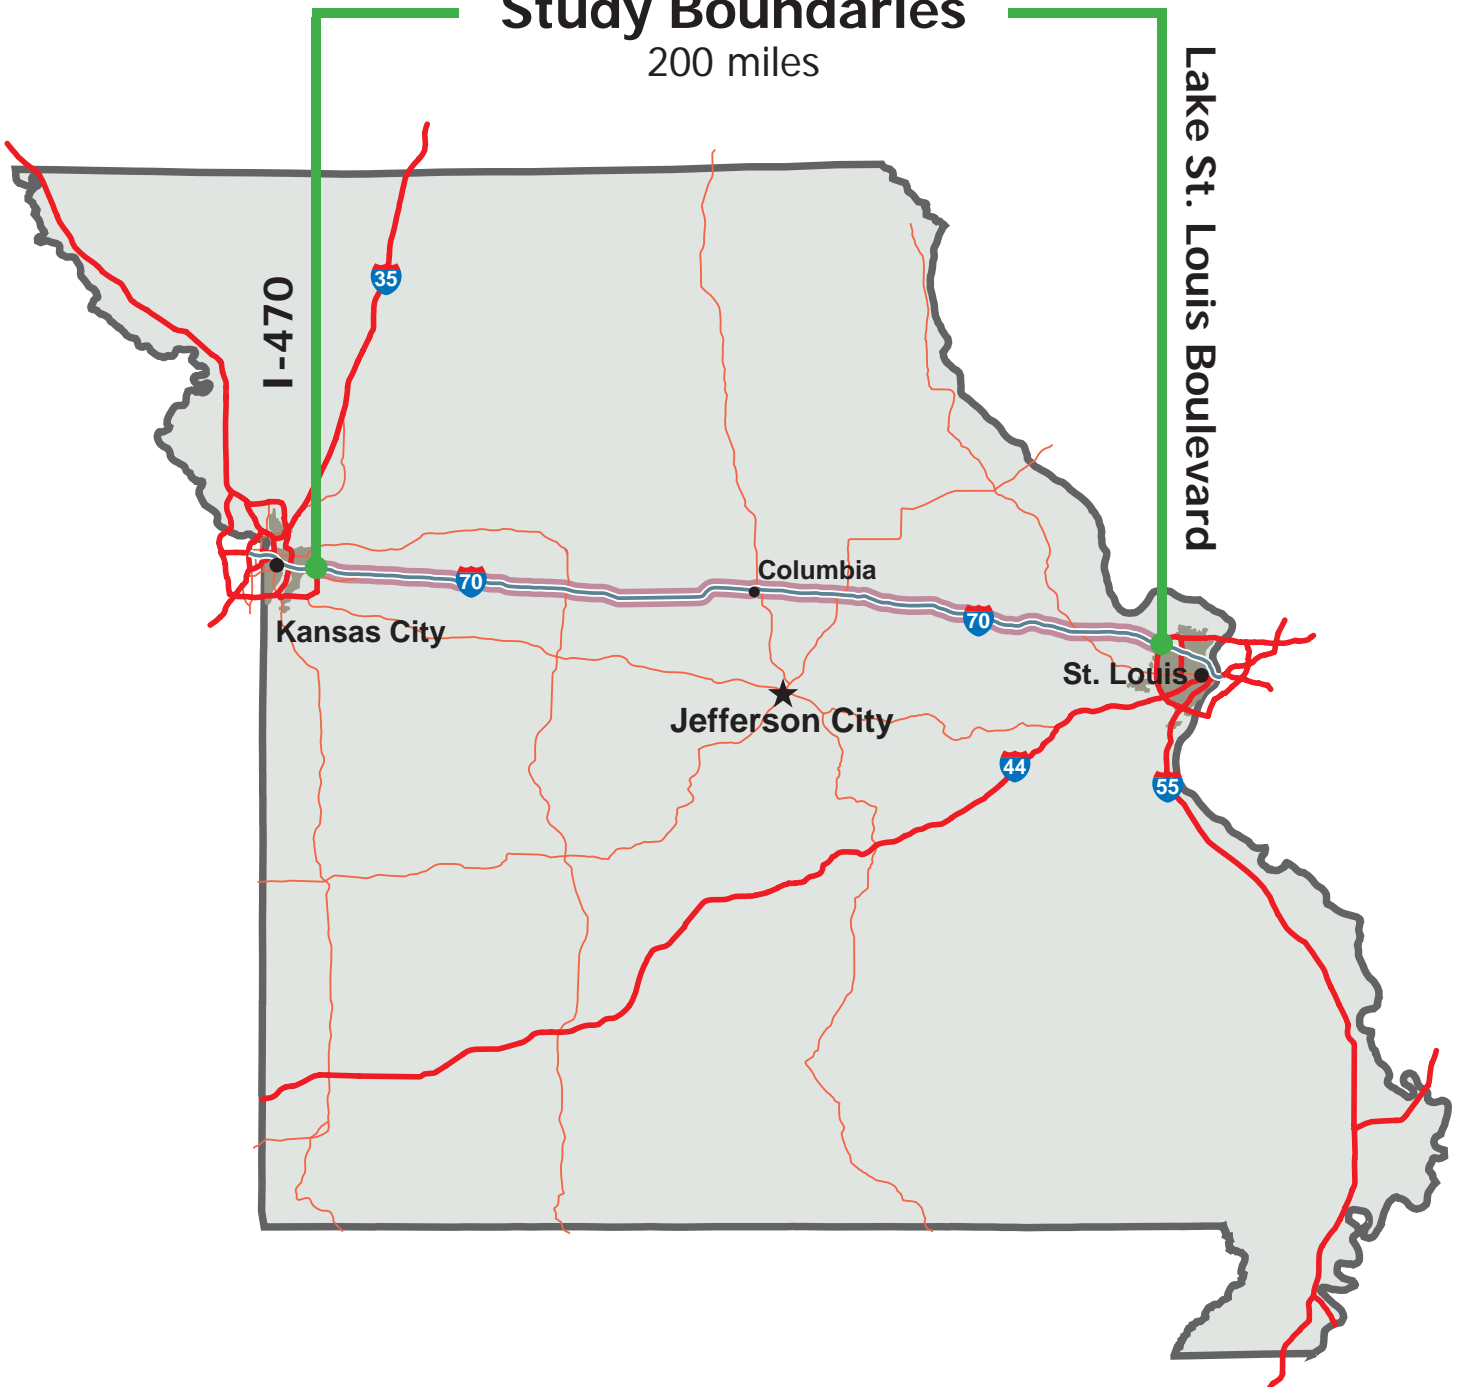 Study Boundaries
200 miles
Lake St. Louis Boulevard
I-470
35
70
Columbia
70
Kansas City
St. Louis
Jefferson City
44
55